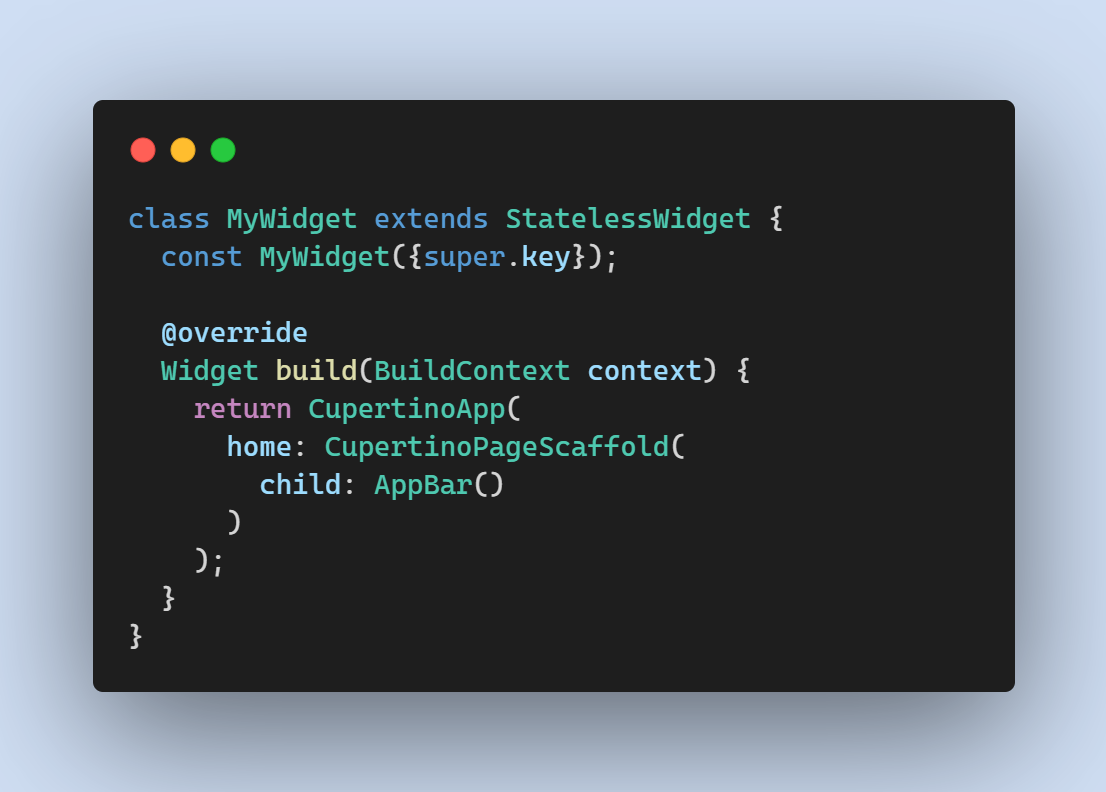 class MyWidget extends StatelessWidget {
  const MyWidget({super.key});

  @override
  Widget build(BuildContext context) {
    return CupertinoApp(
      home: CupertinoPageScaffold(
        child: AppBar()
      )
    );
  }
}